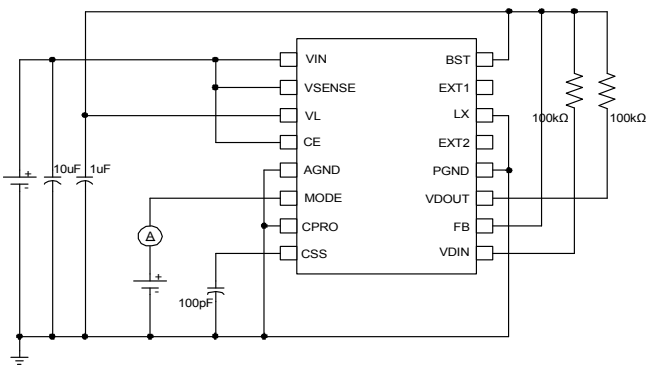 VIN
VSENSE
VL
CE
AGND
MODE
CPRO
CSS
BST
EXT1
LX
EXT2
PGND
VDOUT
FB
VDIN
100kΩ
100kΩ
+
-
10uF
1uF
A
+
-
100pF